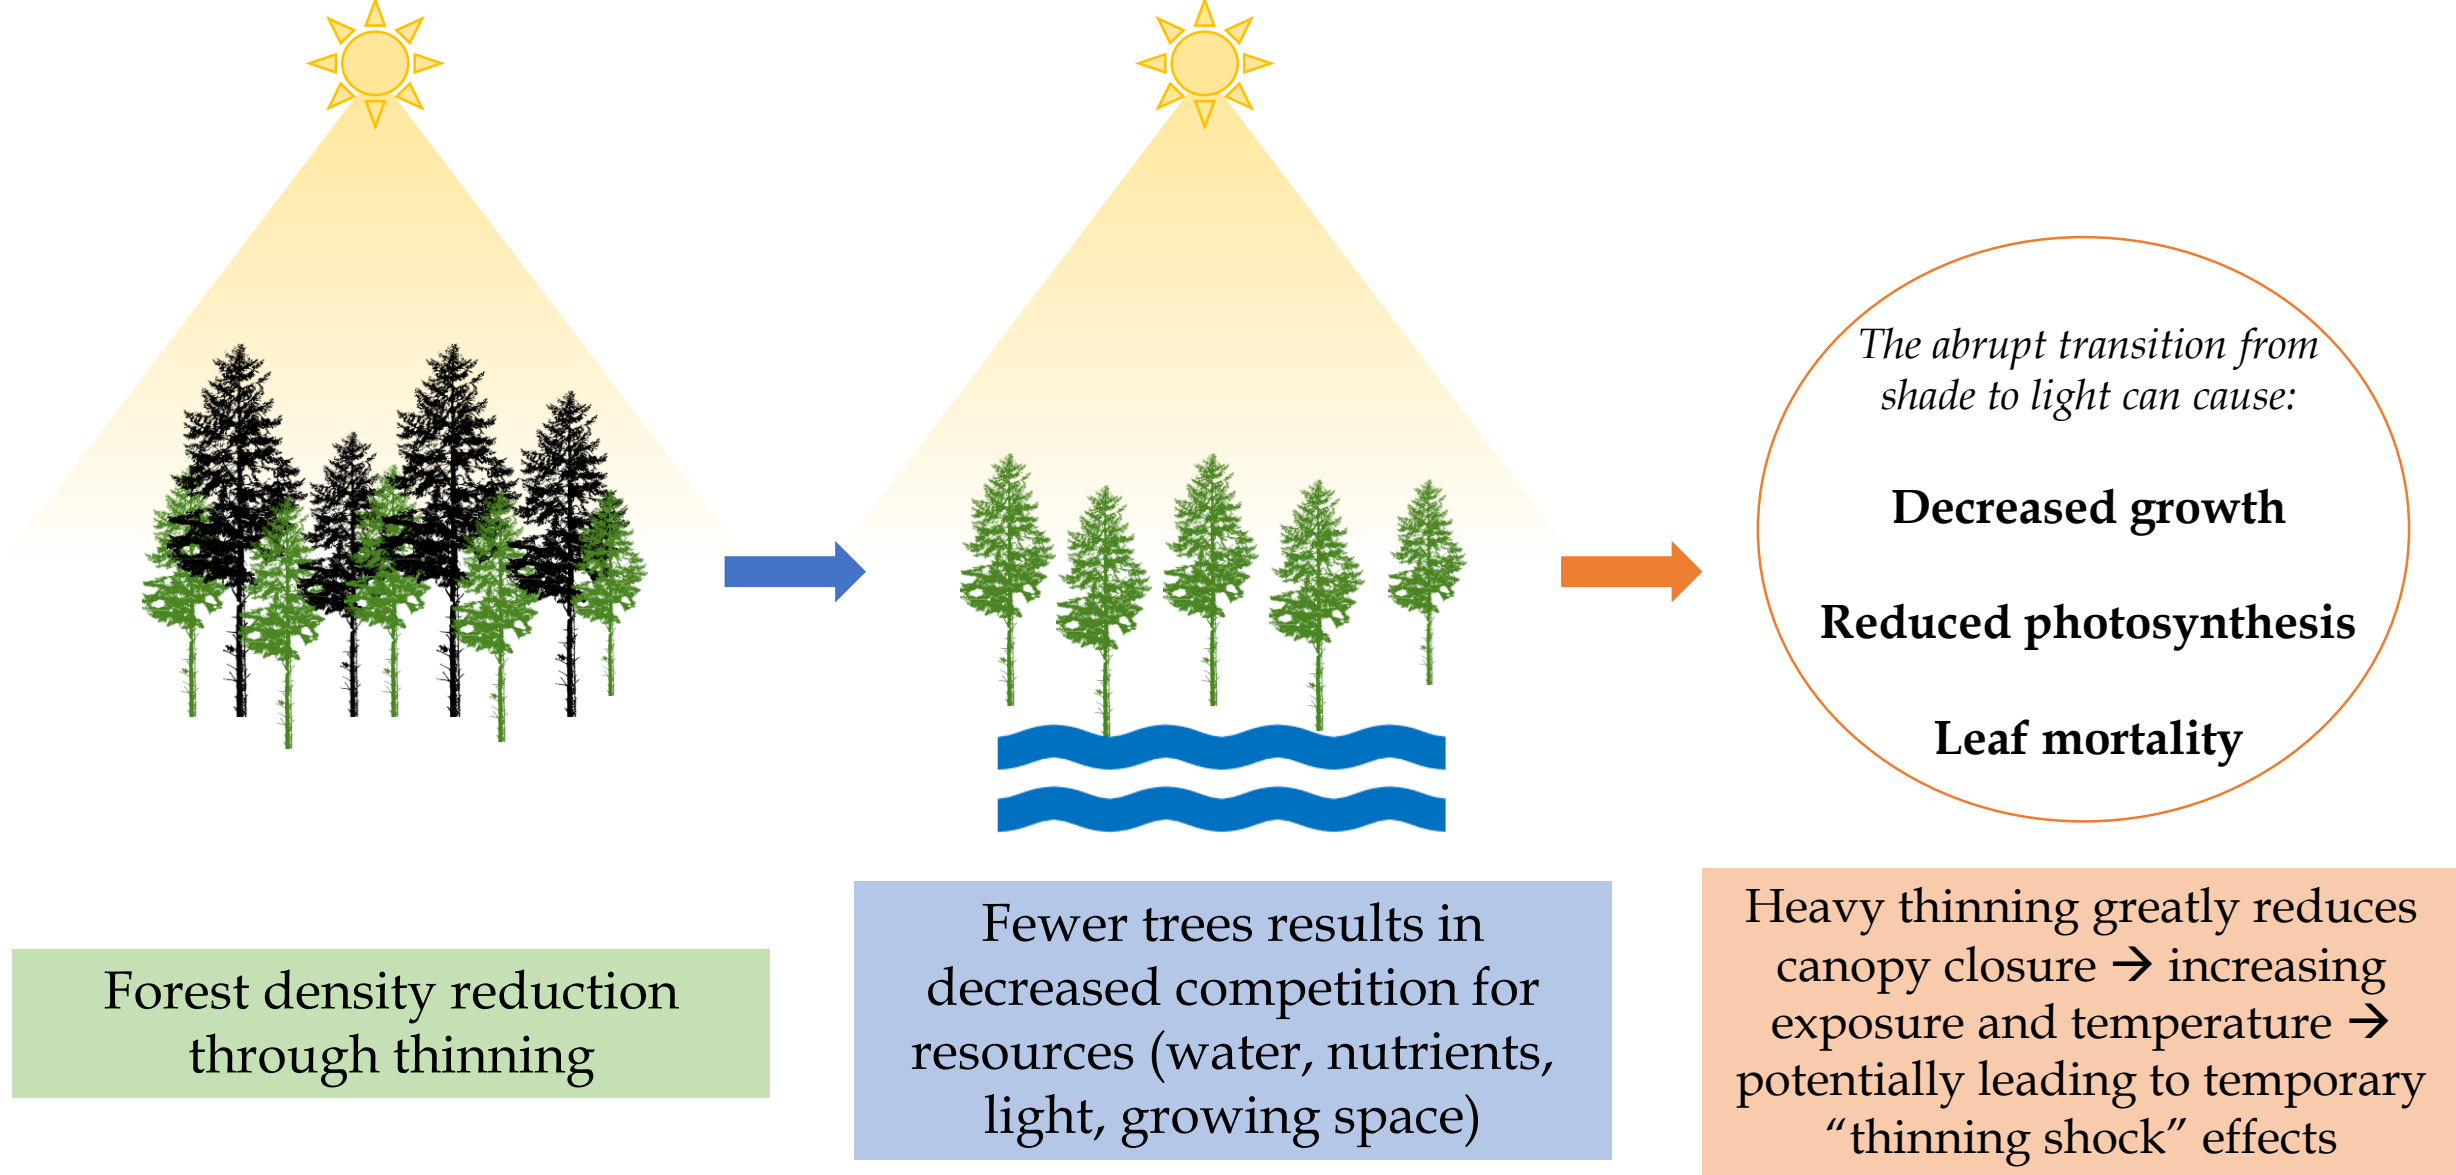 The abrupt transition from
shade to light can cause:
Decreased growth
Reduced photosynthesis
Leaf mortality
Forest density reduction
through thinning
Fewer trees results in
decreased competition for
resources (water, nutrients,
light, growing space)
Heavy thinning greatly reduces
canopy closure → increasing
exposure and temperature →
potentially leading to temporary
“thinning shock” effects